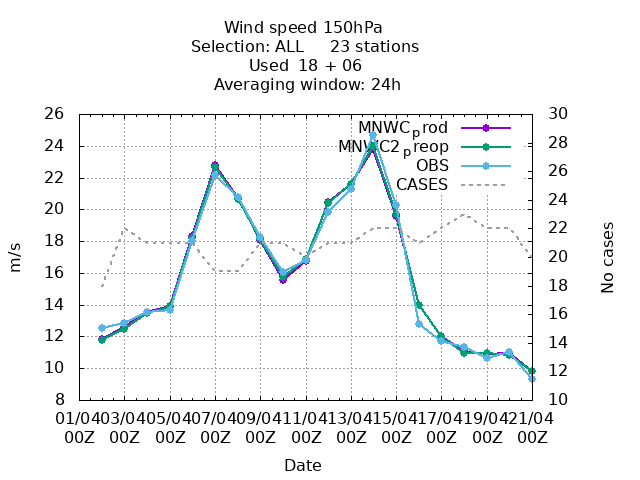 Wind speed 150hPa
Selection: ALL 23 stations
Used 18 + 06
Averaging window: 24h
26
24
22
20
18
16
14
12
10
8
m/s
30
28
26
24
22
20
18
16
14
12
10
No cases
MNWCprod
MNWC2preop
OBS
CASES
01/04 03/04 05/04 07/04 09/04 11/04 13/04 15/04 17/04 19/04 21/04
00Z 00Z 00Z 00Z 00Z 00Z 00Z 00Z 00Z 00Z 00Z
Date